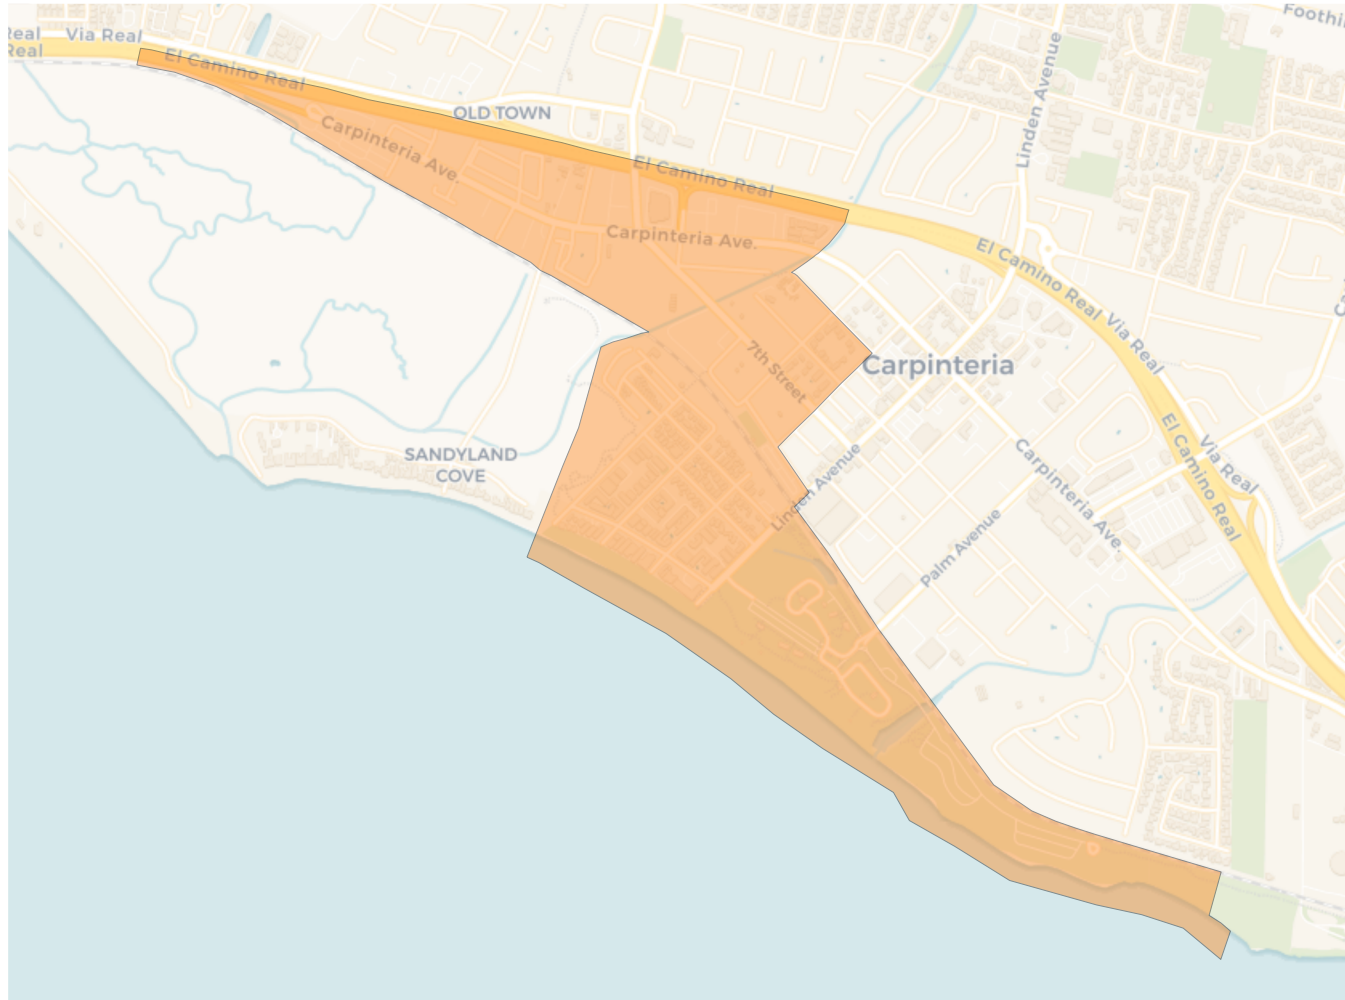 Foothi
Real
Via Real
Real
El Camino Real
Linden Avenue
OLD TOWN
Carpinteria Ave.
El Camino Real
Carpinteria Ave.
El Camino Real
Via Real
Ca
7th Street
Carpinteria
SANDYLAND
COVE
Linden Avenue
Carpinteria Ave.
El Camino Real
Via Real
Palm Avenue